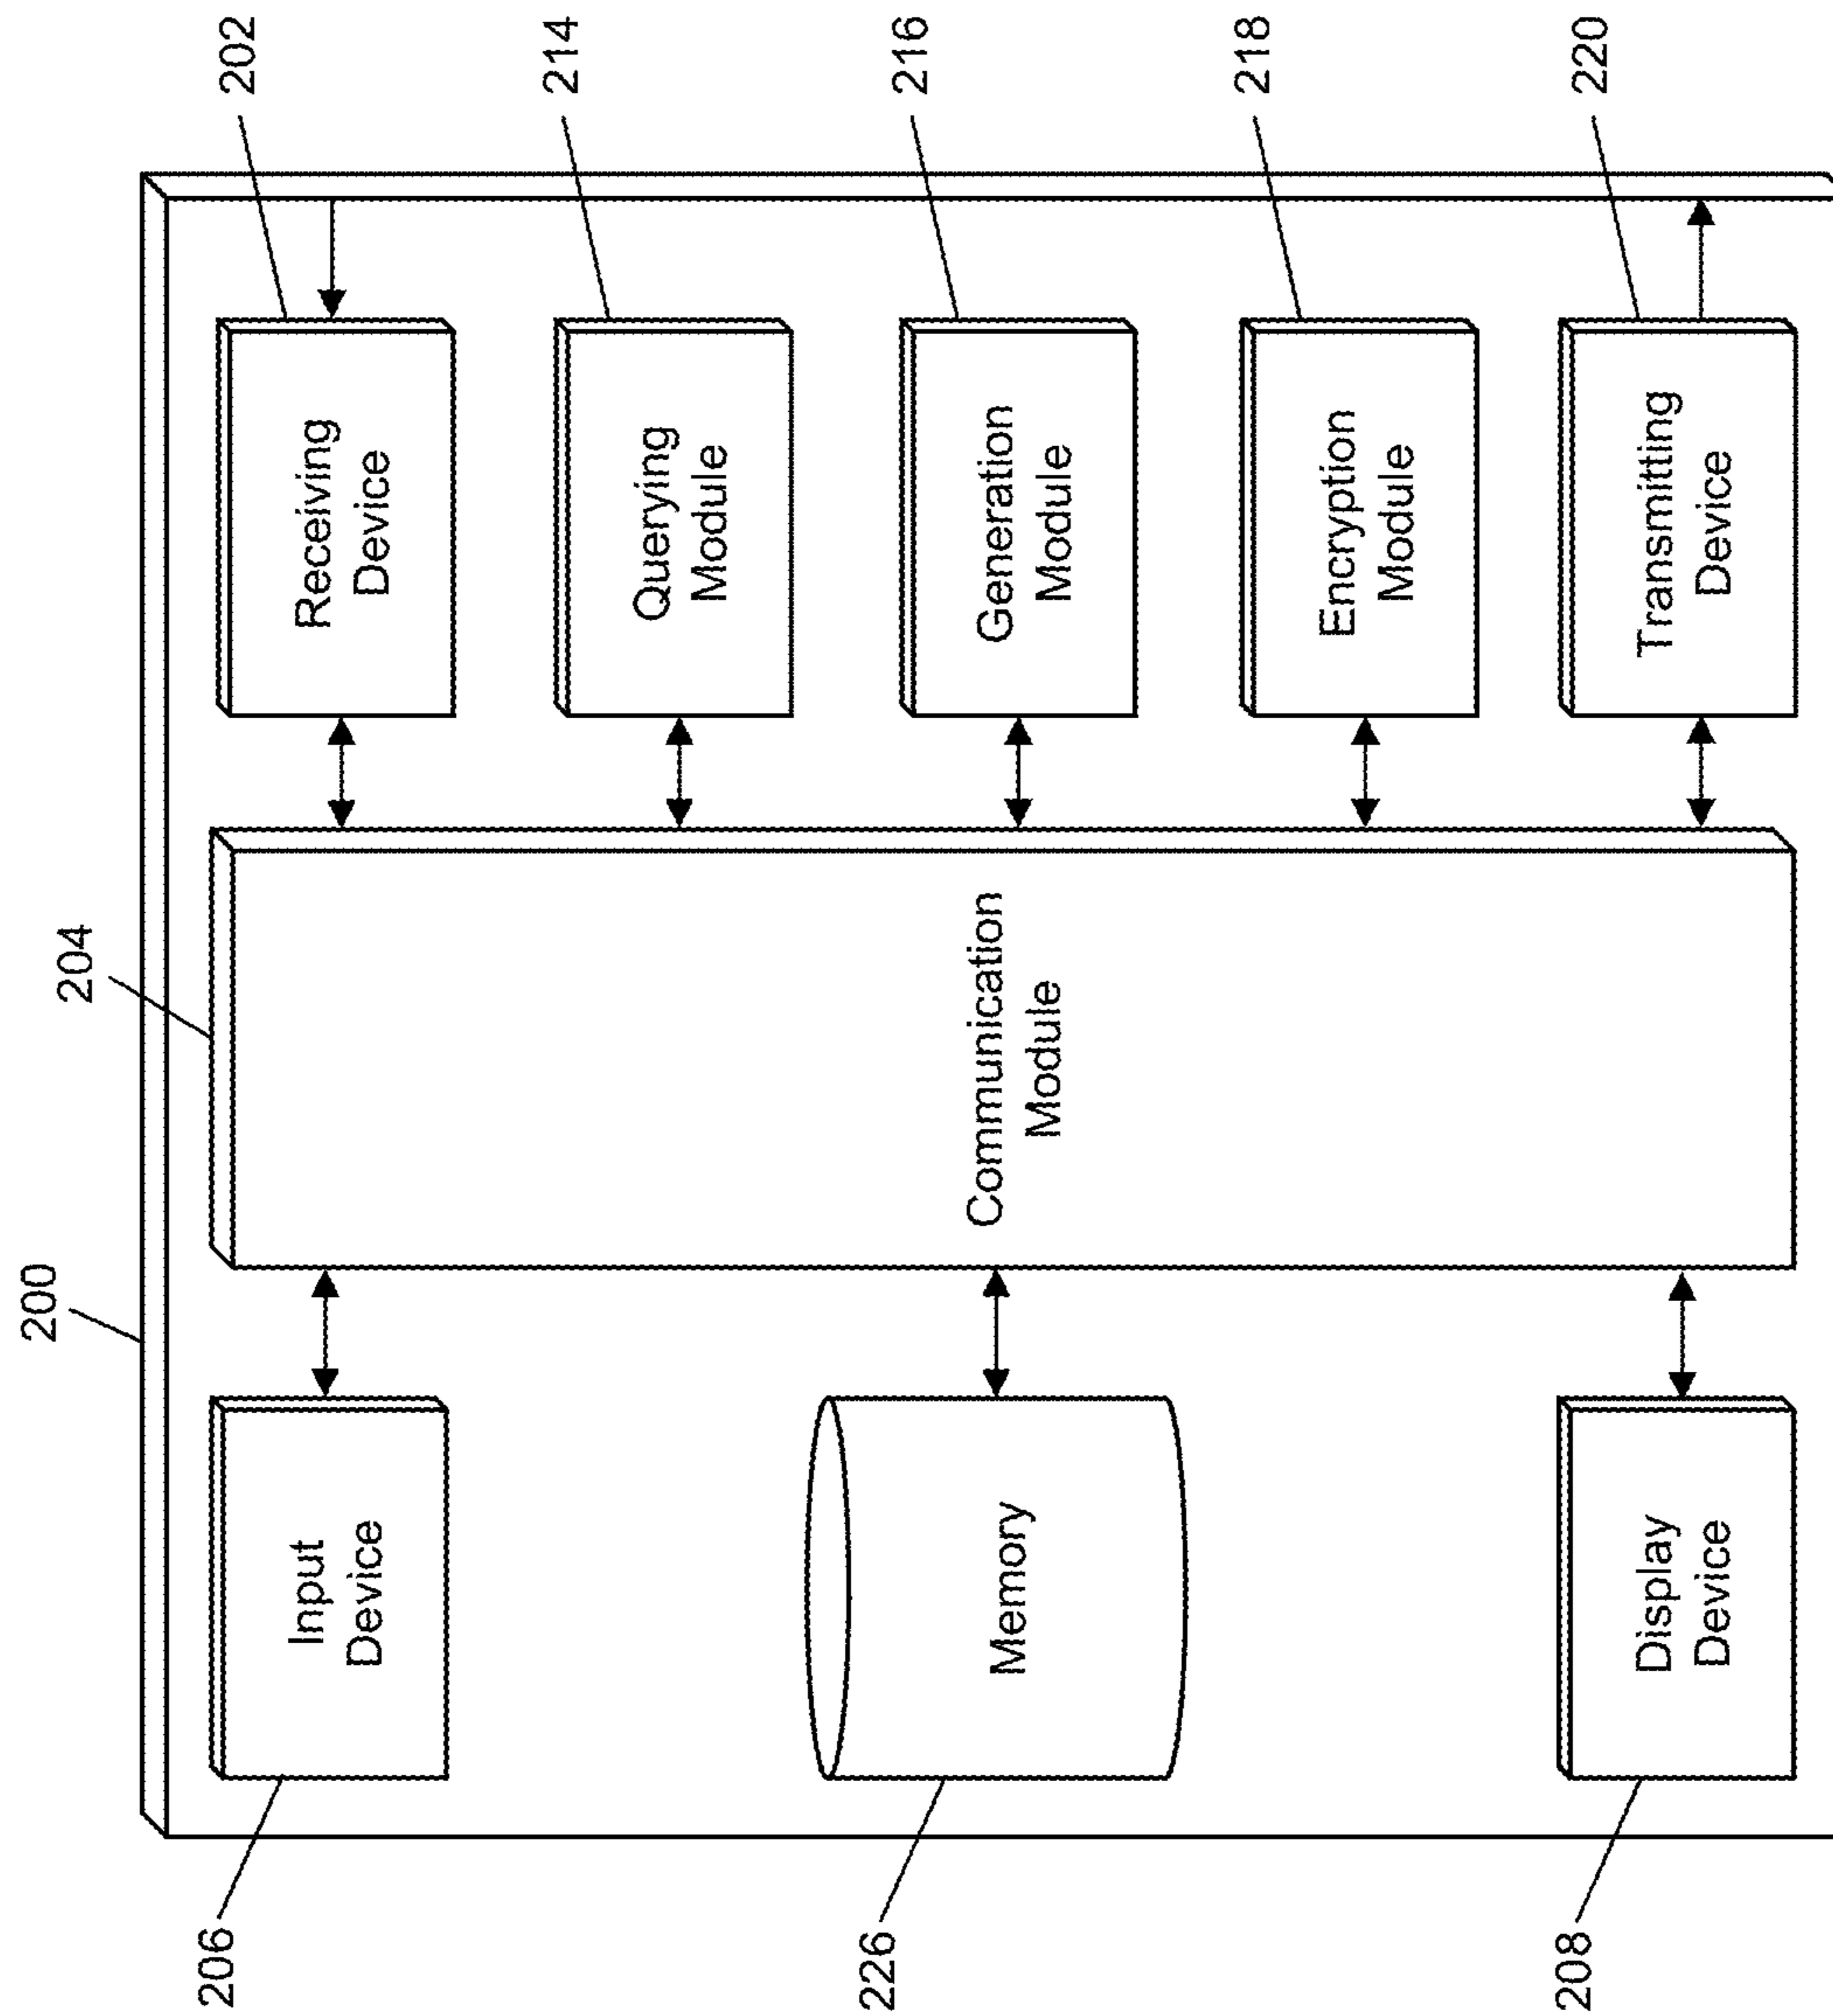 200
204
206
Input
Device
226
Memory
208
Display
Device
Communication
Module
Receiving
Device
202
Querying
Module
214
Generation
Module
216
Encryption
Module
218
Transmitting
Device
220